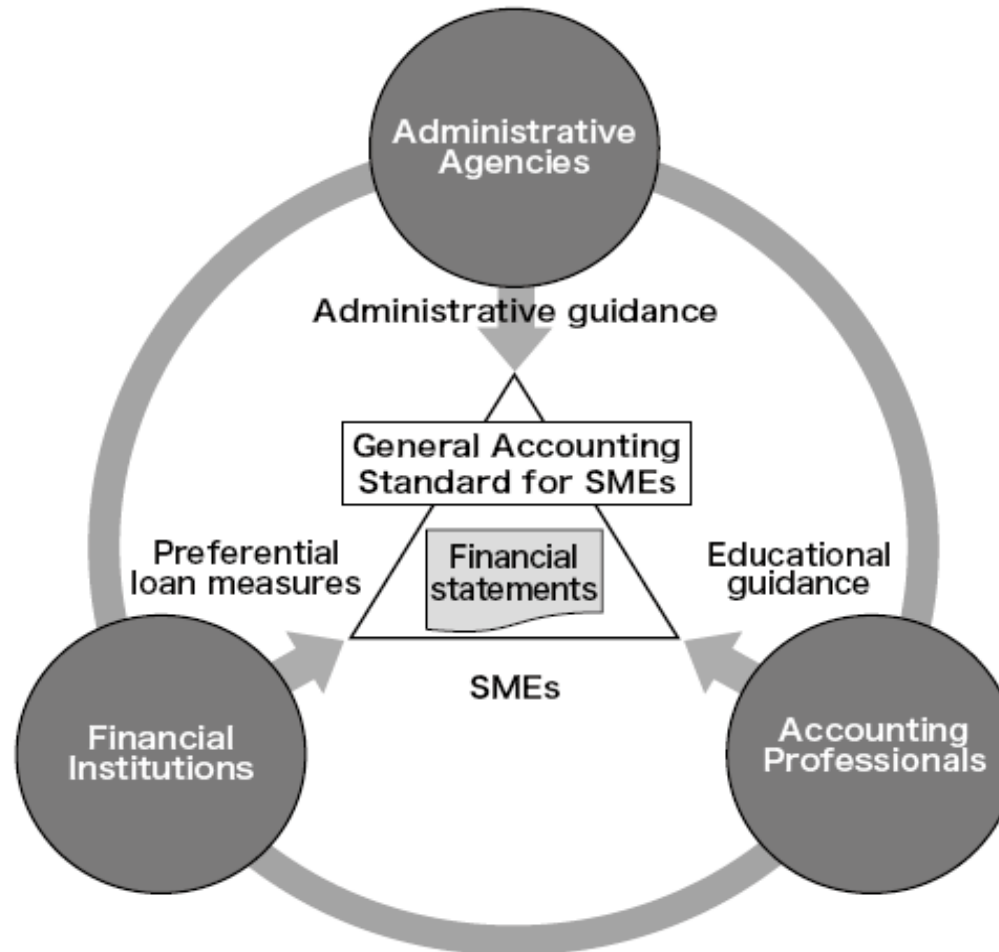 Administrative
Agencies
Administrative guidance
General Accounting
Standard for SMEs
Financial
statements
Preferential
loan measures
Educational
guidance
SMEs
Financial
Institutions
Accounting
Professionals